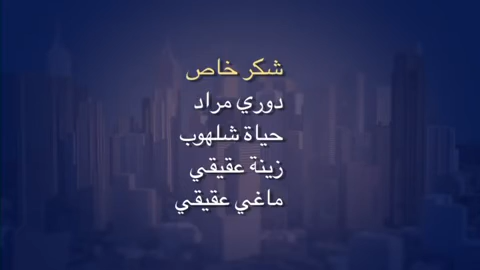 شكر خاص
دوري مراد
حياة شلهوب
زينة عقيقي
ماغي عقيقي